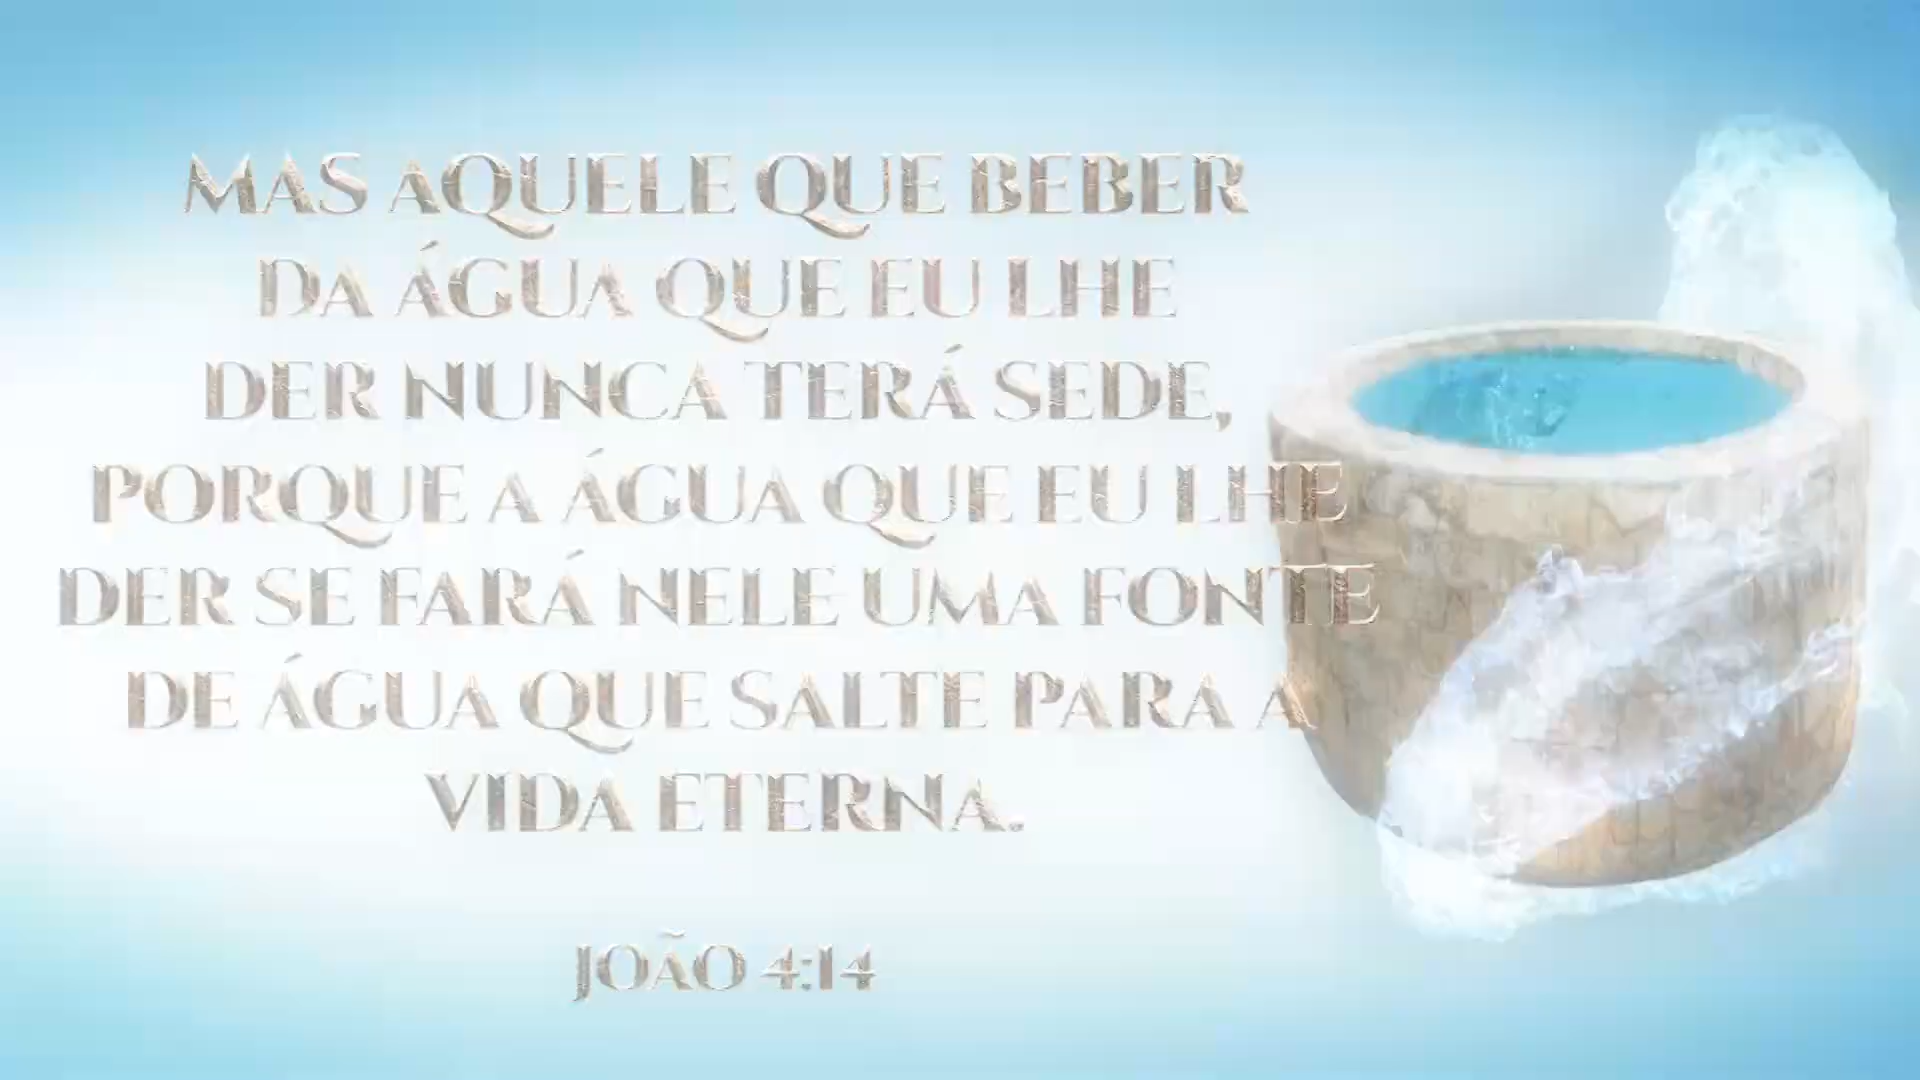 MAS AQUELE QUE BEBER
DA ÁGUA QUE EU LHE
DER NUNCA TERÁ SEDE,
PORQUE A ÁGUA QUE EU LHE
DER SE FARÁ NELE UMA FONTE
DE ÁGUA QUE SALTE PARA A
VIDA ETERNA.
JOÃO 4:14